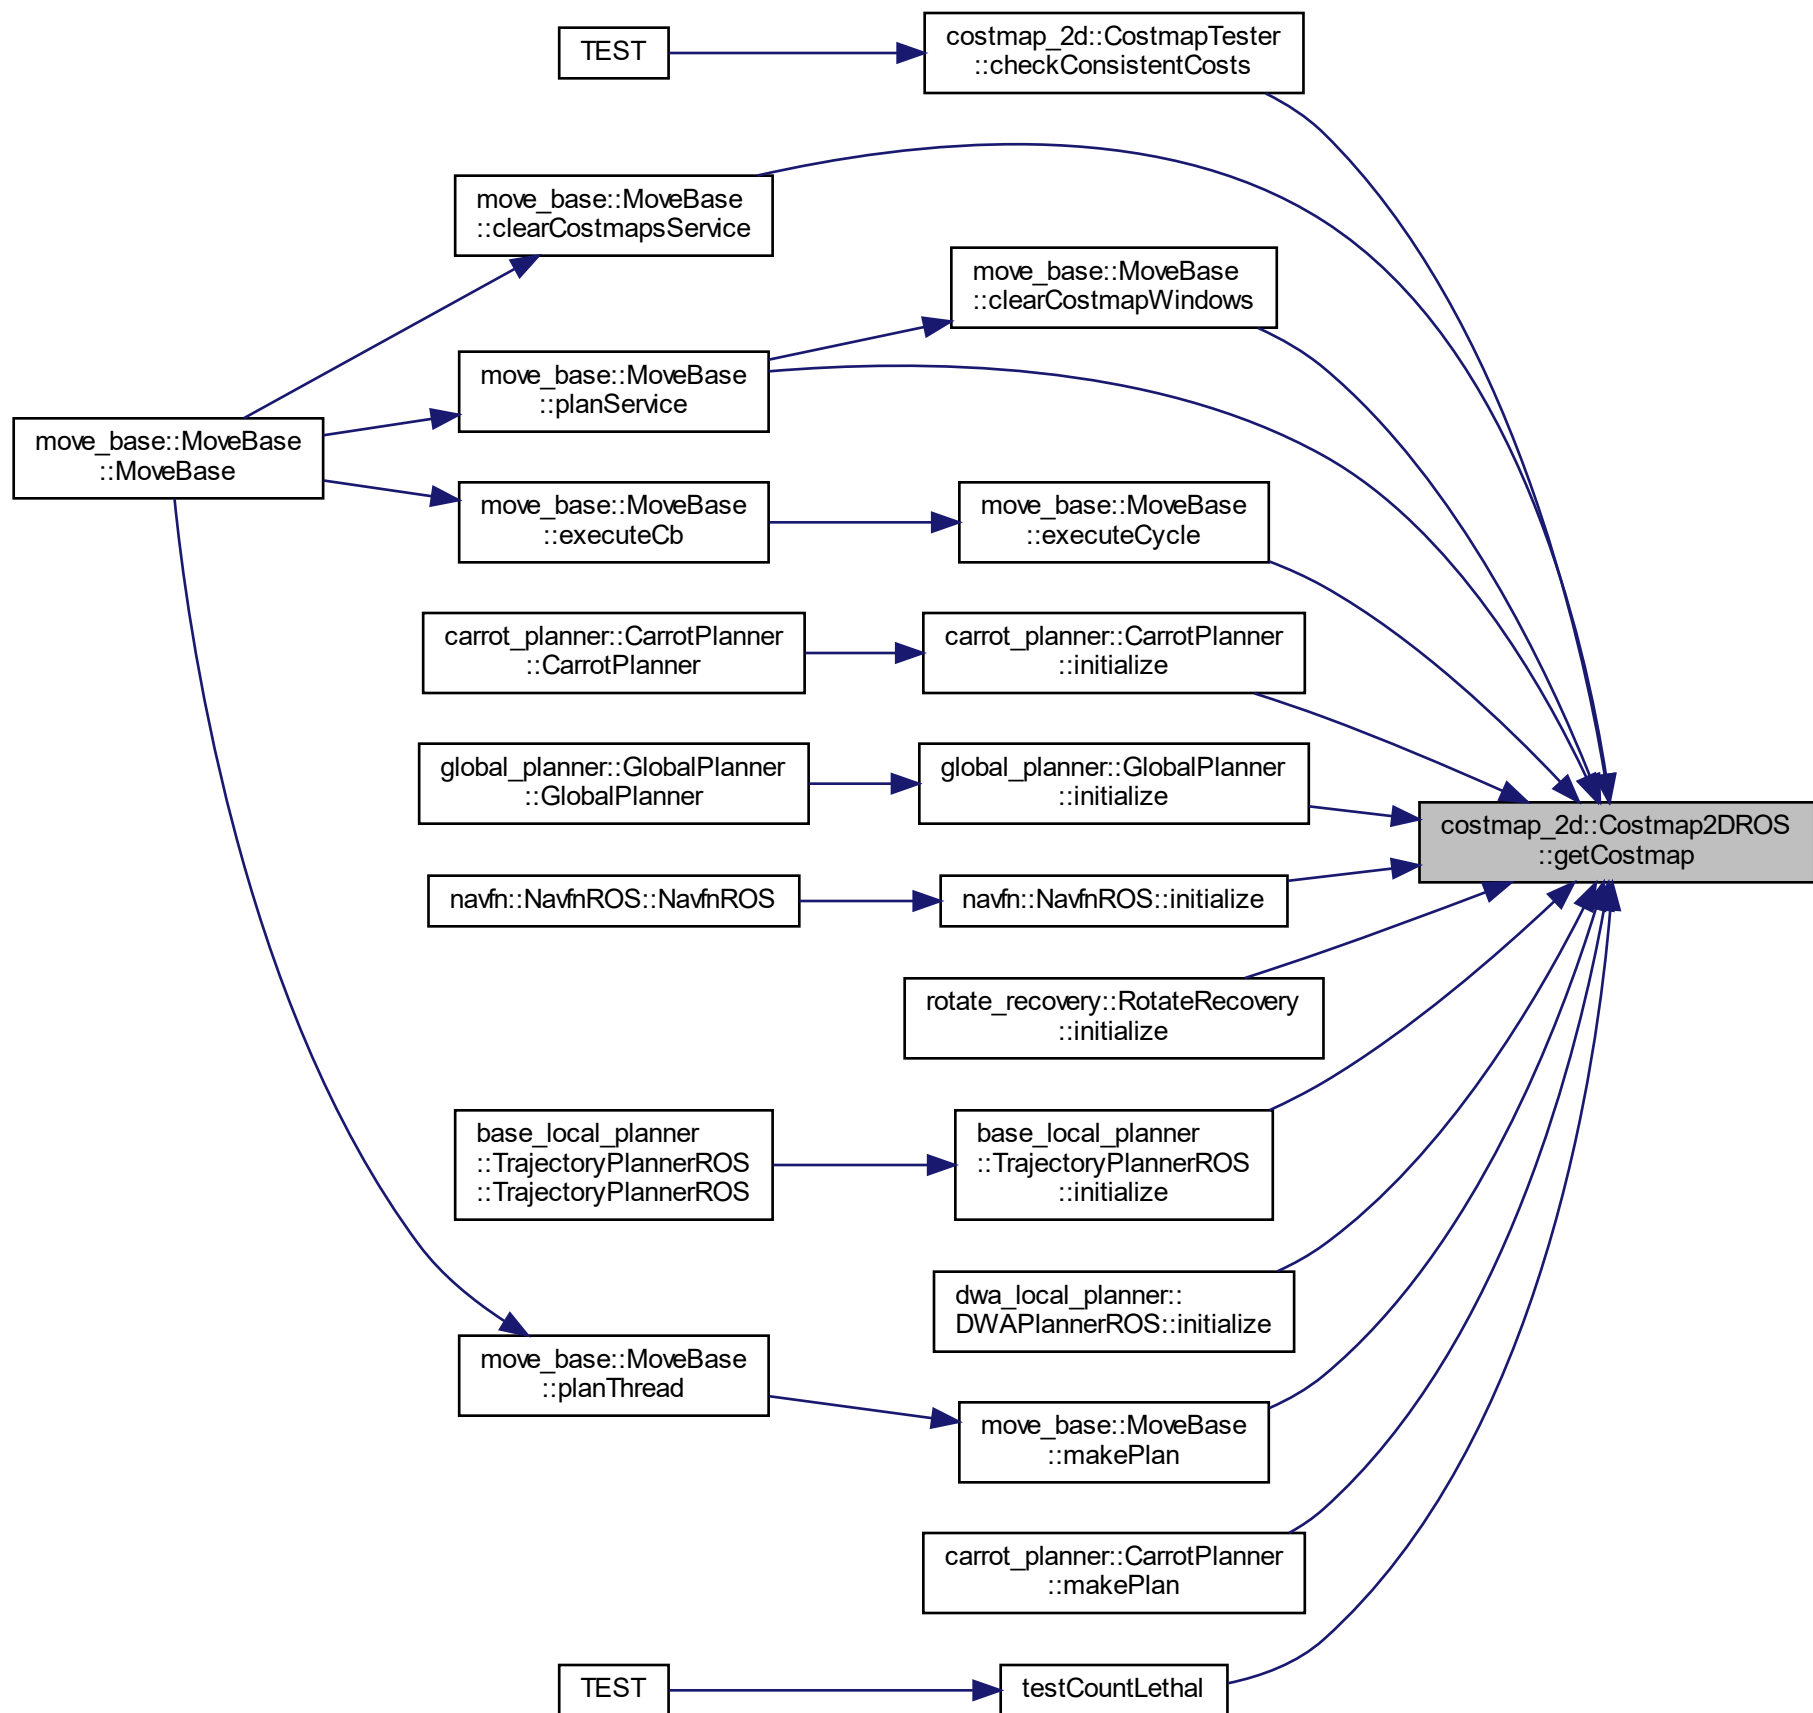 TEST
costmap_2d::CostmapTester
::checkConsistentCosts
move_base::MoveBase
::clearCostmapsService
move_base::MoveBase
::clearCostmapWindows
move_base::MoveBase
::planService
move_base::MoveBase
::MoveBase
move_base::MoveBase
::executeCb
move_base::MoveBase
::executeCycle
carrot_planner::CarrotPlanner
::CarrotPlanner
carrot_planner::CarrotPlanner
::initialize
global_planner::GlobalPlanner
::GlobalPlanner
global_planner::GlobalPlanner
::initialize
costmap_2d::Costmap2DROS
::getCostmap
navfn::NavfnROS::NavfnROS
navfn::NavfnROS::initialize
rotate_recovery::RotateRecovery
::initialize
base_local_planner
::TrajectoryPlannerROS
::TrajectoryPlannerROS
base_local_planner
::TrajectoryPlannerROS
::initialize
dwa_local_planner::
DWAPlannerROS::initialize
move_base::MoveBase
::planThread
move_base::MoveBase
::makePlan
carrot_planner::CarrotPlanner
::makePlan
TEST
testCountLethal